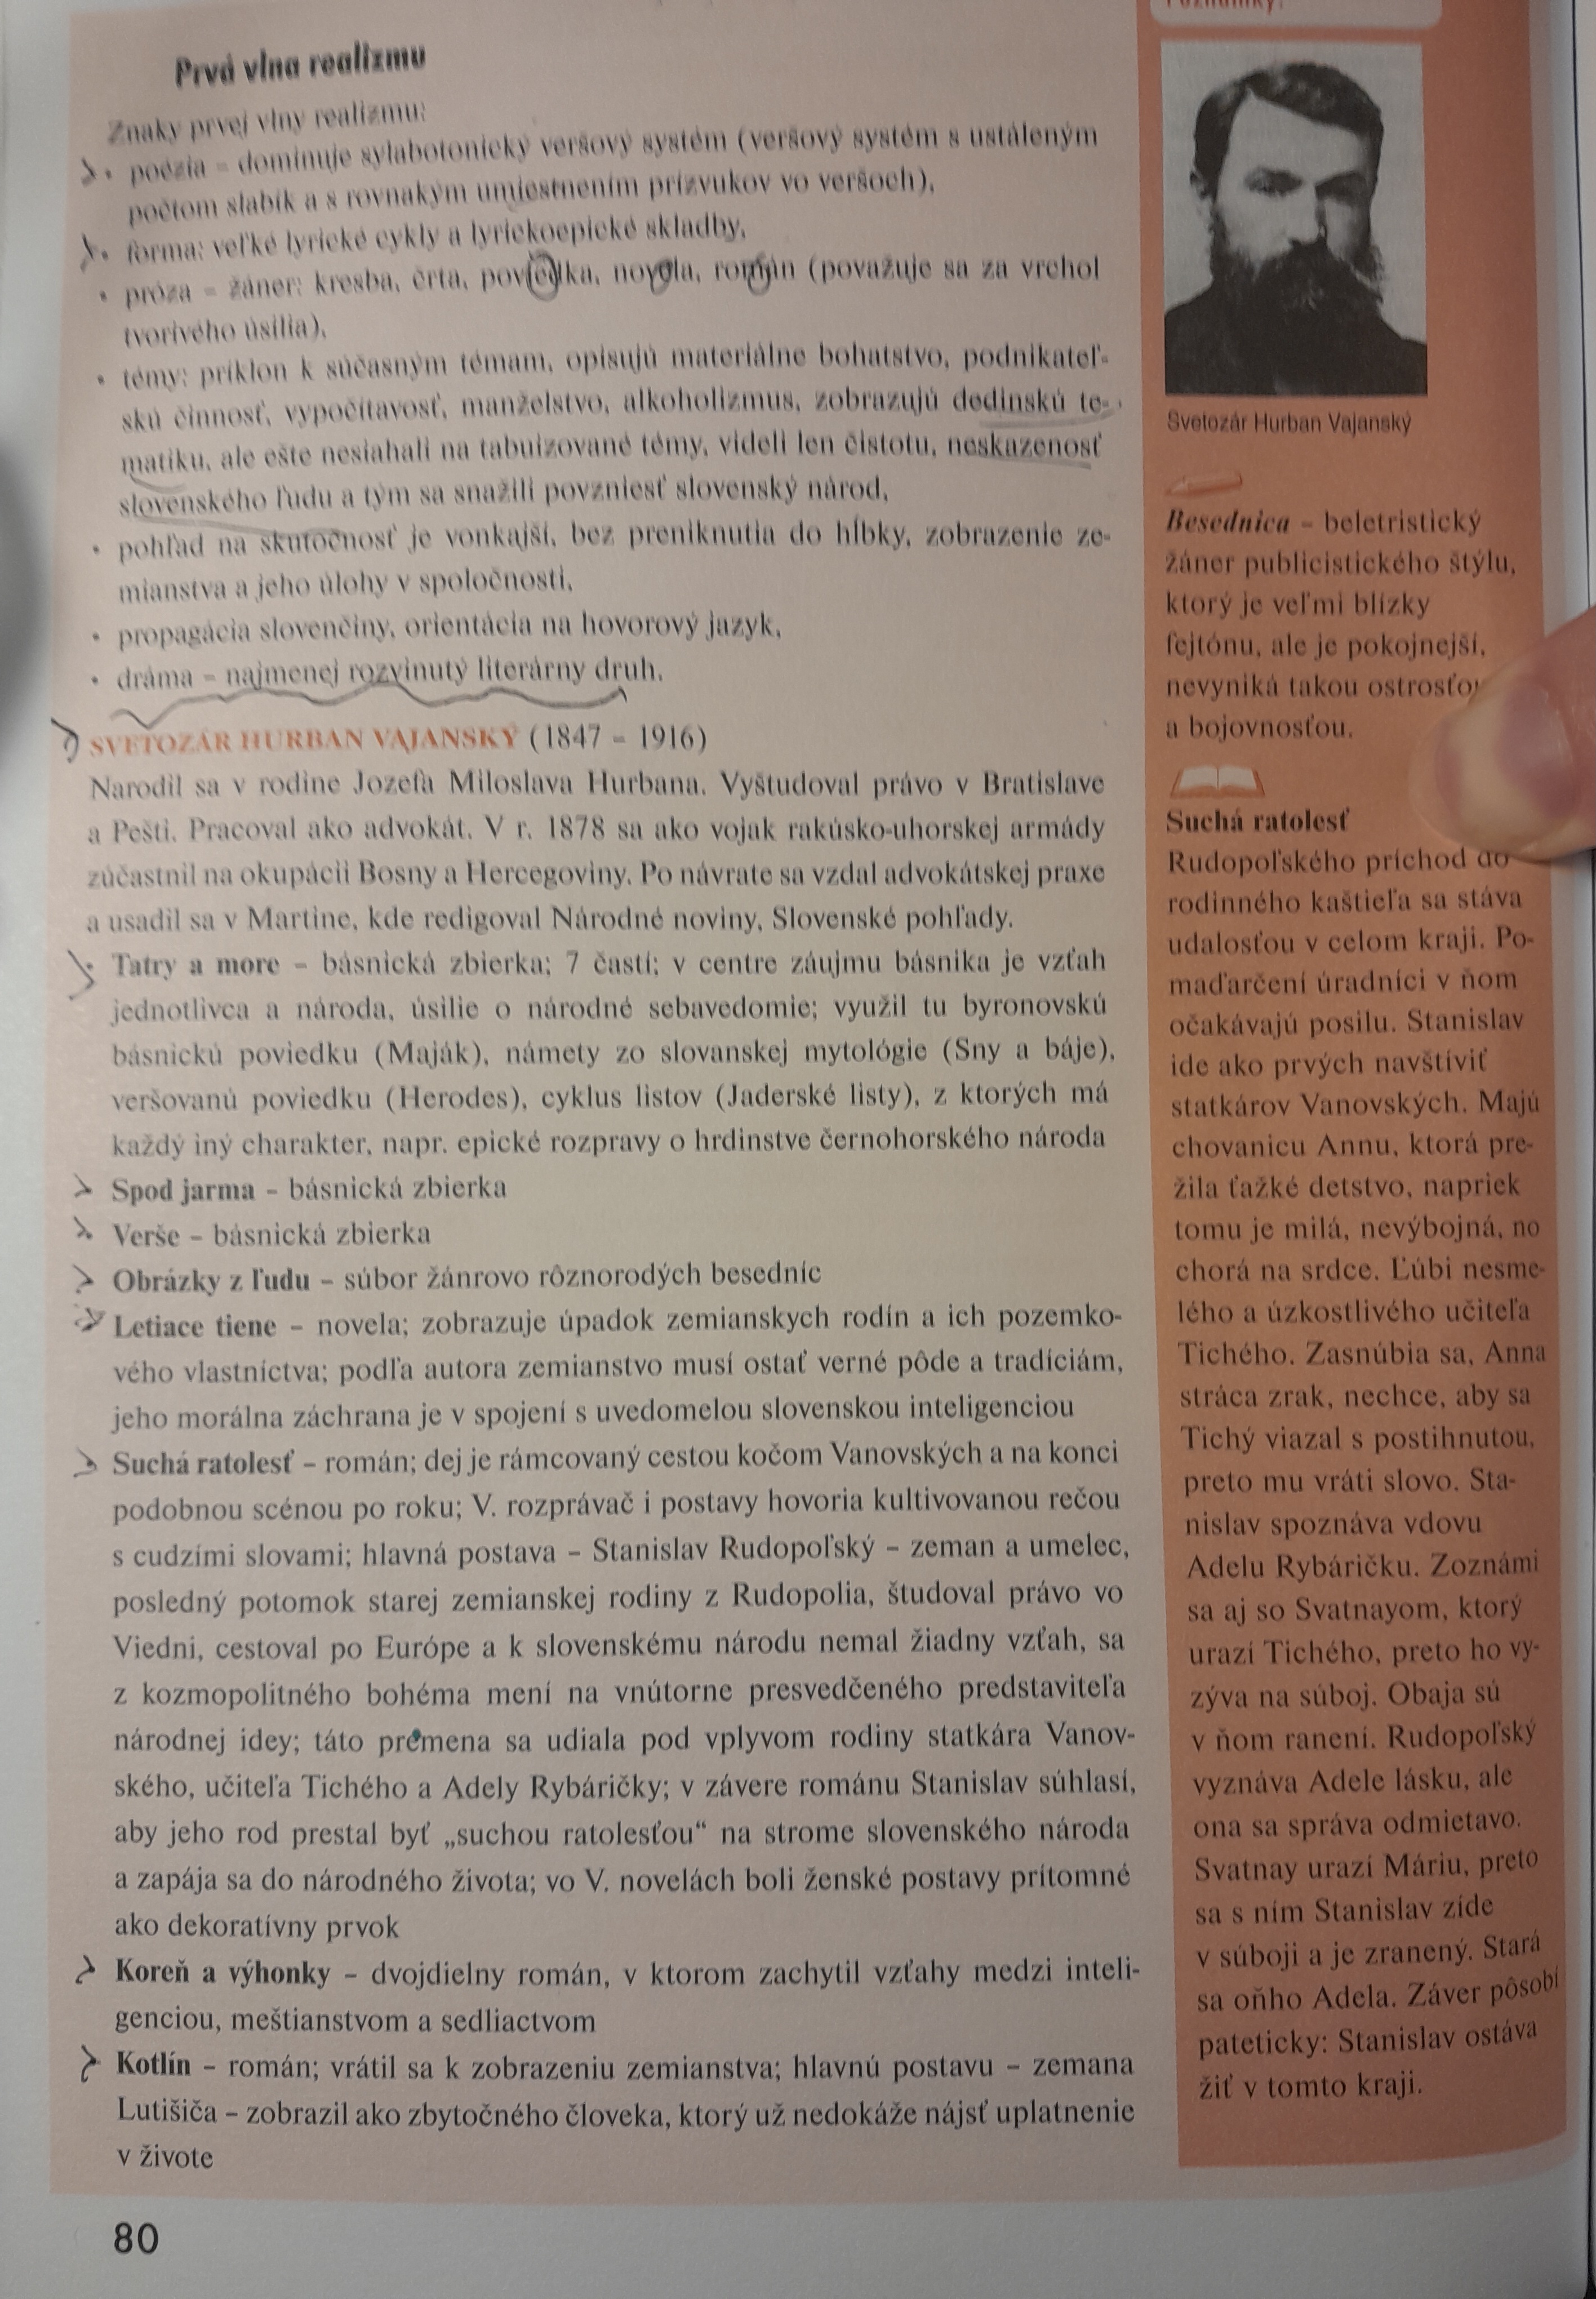 Prvá vlna realizmu
Znaky prvej vlny realizmu:
• poézia – dominuje sylabotonický veršový systém (veršový systém s ustáleným
počtom slabík a s rovnakým umiestnením prízvukov vo veršoch),
• forma: veľké lyrické cykly a lyrickoepické skladby,
• próza – žáner: kresba, črta, poviedka, novela, román (považuje sa za vrchol
tvorivého úsilia),
• témy: príklon k súčasným témam, opisujú materiálne bohatstvo, podnikateľ-
skú činnosť, vypočítavosť, manželstvo, alkoholizmus, zobrazujú dedinskú te-
matiku, ale ešte nesiahali na tabuizované témy, videli len čistotu, neskazenosť
slovenského ľudu a tým sa snažili povzniesť slovenský národ,
• pohľad na skutočnosť je vonkajší, bez preniknutia do hĺbky, zobrazenie ze-
mianstva a jeho úlohy v spoločnosti,
• propagácia slovenčiny, orientácia na hovorový jazyk,
• dráma – najmenej rozvinutý literárny druh.
SVETOZÁR HURBAN VAJANSKÝ (1847 – 1916)
Narodil sa v rodine Jozefa Miloslava Hurbana. Vyštudoval právo v Bratislave
a Pešti. Pracoval ako advokát. V r. 1878 sa ako vojak rakúsko-uhorskej armády
zúčastnil na okupácii Bosny a Hercegoviny. Po návrate sa vzdal advokátskej praxe
a usadil sa v Martine, kde redigoval Národné noviny, Slovenské pohľady.
Tatry a more – básnická zbierka; 7 častí; v centre záujmu básnika je vzťah
jednotlivca a národa, úsilie o národné sebavedomie; využil tu byronovskú
básnickú poviedku (Maják), námety zo slovanskej mytológie (Sny a báje),
veršovanú poviedku (Herodes), cyklus listov (Jaderské listy), z ktorých má
každý iný charakter, napr. epické rozpravy o hrdinstve černohorského národa
Spod jarma – básnická zbierka
Verše – básnická zbierka
Obrázky z ľudu – súbor žánrovo rôznorodých besedníc
Letiace tiene – novela; zobrazuje úpadok zemianskych rodín a ich pozemko-
vého vlastníctva; podľa autora zemianstvo musí ostať verné pôde a tradíciám,
jeho morálna záchrana je v spojení s uvedomelou slovenskou inteligenciou
Suchá ratolesť – román; dej je rámcovaný cestou kočom Vanovských a na konci
podobnou scénou po roku; V. rozprávač i postavy hovoria kultivovanou rečou
s cudzími slovami; hlavná postava – Stanislav Rudopoľský – zeman a umelec,
posledný potomok starej zemianskej rodiny z Rudopolia, študoval právo vo
Viedni, cestoval po Európe a k slovenskému národu nemal žiadny vzťah, sa
z kozmopolitného bohéma mení na vnútorne presvedčeného predstaviteľa
národnej idey; táto premena sa udiala pod vplyvom rodiny statkára Vanov-
ského, učiteľa Tichého a Adely Rybáričky; v závere románu Stanislav súhlasí,
aby jeho rod prestal byť „suchou ratolesťou“ na strome slovenského národa
a zapája sa do národného života; vo V. novelách boli ženské postavy prítomné
ako dekoratívny prvok
Koreň a výhonky – dvojdielny román, v ktorom zachytil vzťahy medzi inteli-
genciou, meštianstvom a sedliactvom
Kotlín – román; vrátil sa k zobrazeniu zemianstva; hlavnú postavu – zemana
Lutišiča – zobrazil ako zbytočného človeka, ktorý už nedokáže nájsť uplatnenie
v živote
80
Poznámky:
Svetozár Hurban Vajanský
Besednica – beletristický
žáner publicistického štýlu,
ktorý je veľmi blízky
fejtónu, ale je pokojnejší,
nevyniká takou
a bojovnosťou.
Suchá ratolesť
Rudopoľského príchod do
rodinného kaštieľa sa stáva
udalosťou v celom kraji. Po-
maďarčení úradníci v ňom
očakávajú posilu. Stanislav
ide ako prvých navštíviť
statkárov Vanovských. Majú
chovanicu Annu, ktorá pre-
žila ťažké detstvo, napriek
tomu je milá, nevýbojná, no
chorá na srdce. Ľúbi nesme-
lého a úzkostlivého učiteľa
Tichého. Zasnúbia sa, Anna
stráca zrak, nechce, aby sa
Tichý viazal s postihnutou,
preto mu vráti slovo. Sta-
nislav spoznáva vdovu
Adelu Rybáričku. Zoznámi
sa aj so Svatnayom, ktorý
urazí Tichého, preto ho vy-
zýva na súboj. Obaja sú
v ňom ranení. Rudopoľský
vyznáva Adele lásku, ale
ona sa správa odmietavo.
Svatnay urazí Máriu, preto
sa s ním Stanislav zíde
v súboji a je zranený. Stará
sa oňho Adela. Záver pôsobí
pateticky: Stanislav ostáva
žiť v tomto kraji.